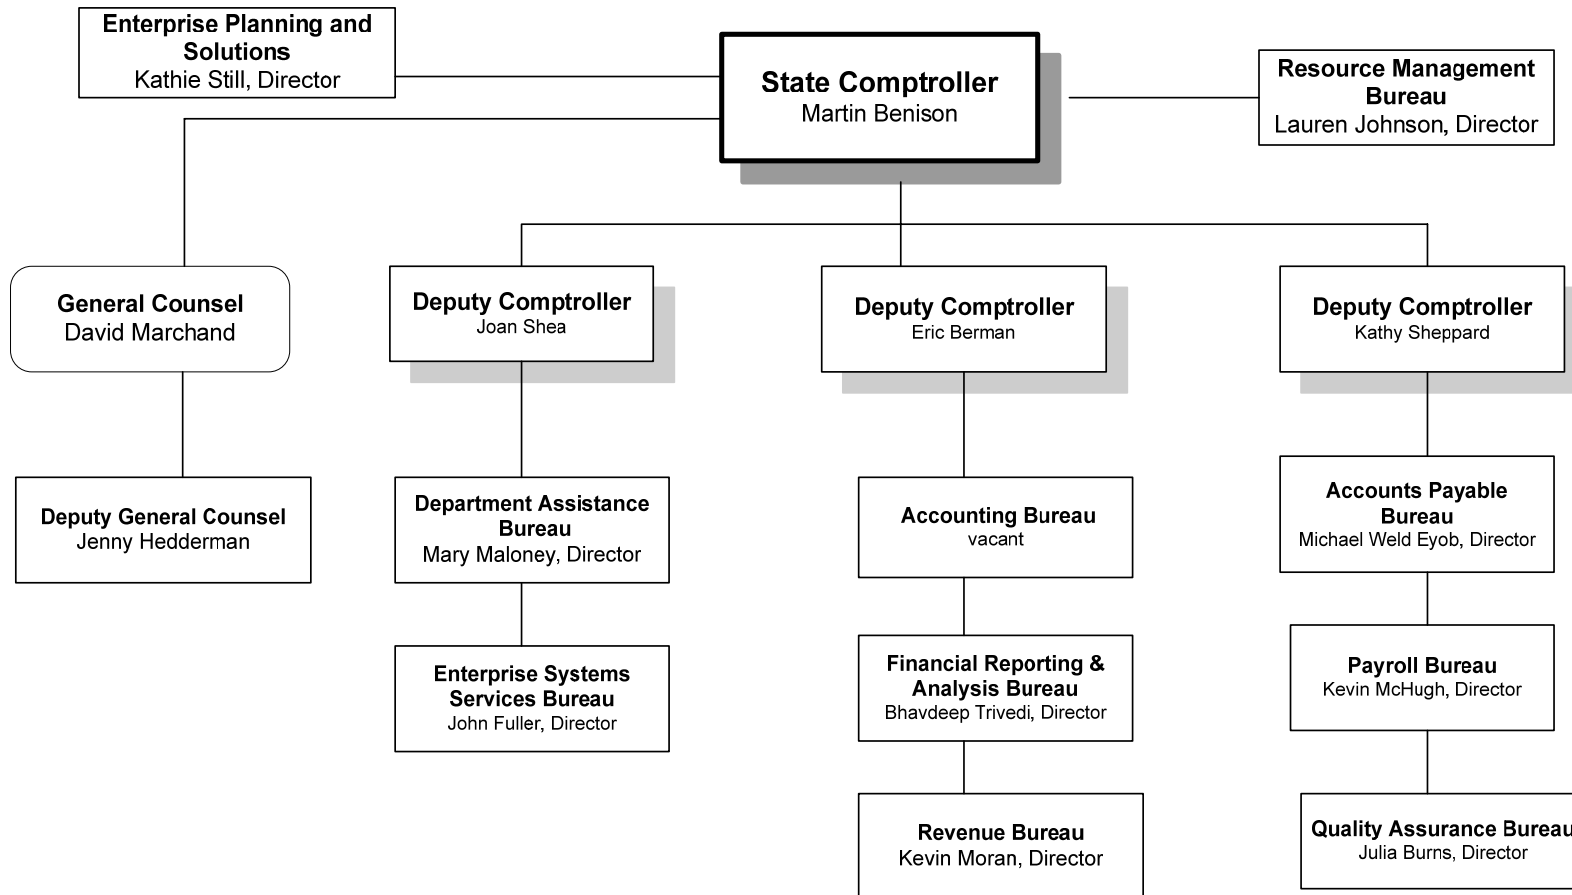 Enterprise Planning and
Solutions
Kathie Still, Director
State Comptroller
Martin Benison
Resource Management
Bureau
Lauren Johnson, Director
General Counsel
David Marchand
Deputy Comptroller
Joan Shea
Deputy Comptroller
Eric Berman
Deputy Comptroller
Kathy Sheppard
Deputy General Counsel
Jenny Hedderman
Department Assistance
Bureau
Mary Maloney, Director
Accounting Bureau
vacant
Accounts Payable
Bureau
Michael Weld Eyob, Director
Enterprise Systems
Services Bureau
John Fuller, Director
Financial Reporting &
Analysis Bureau
Bhavdeep Trivedi, Director
Payroll Bureau
Kevin McHugh, Director
Revenue Bureau
Kevin Moran, Director
Quality Assurance Bureau
Julia Burns, Director